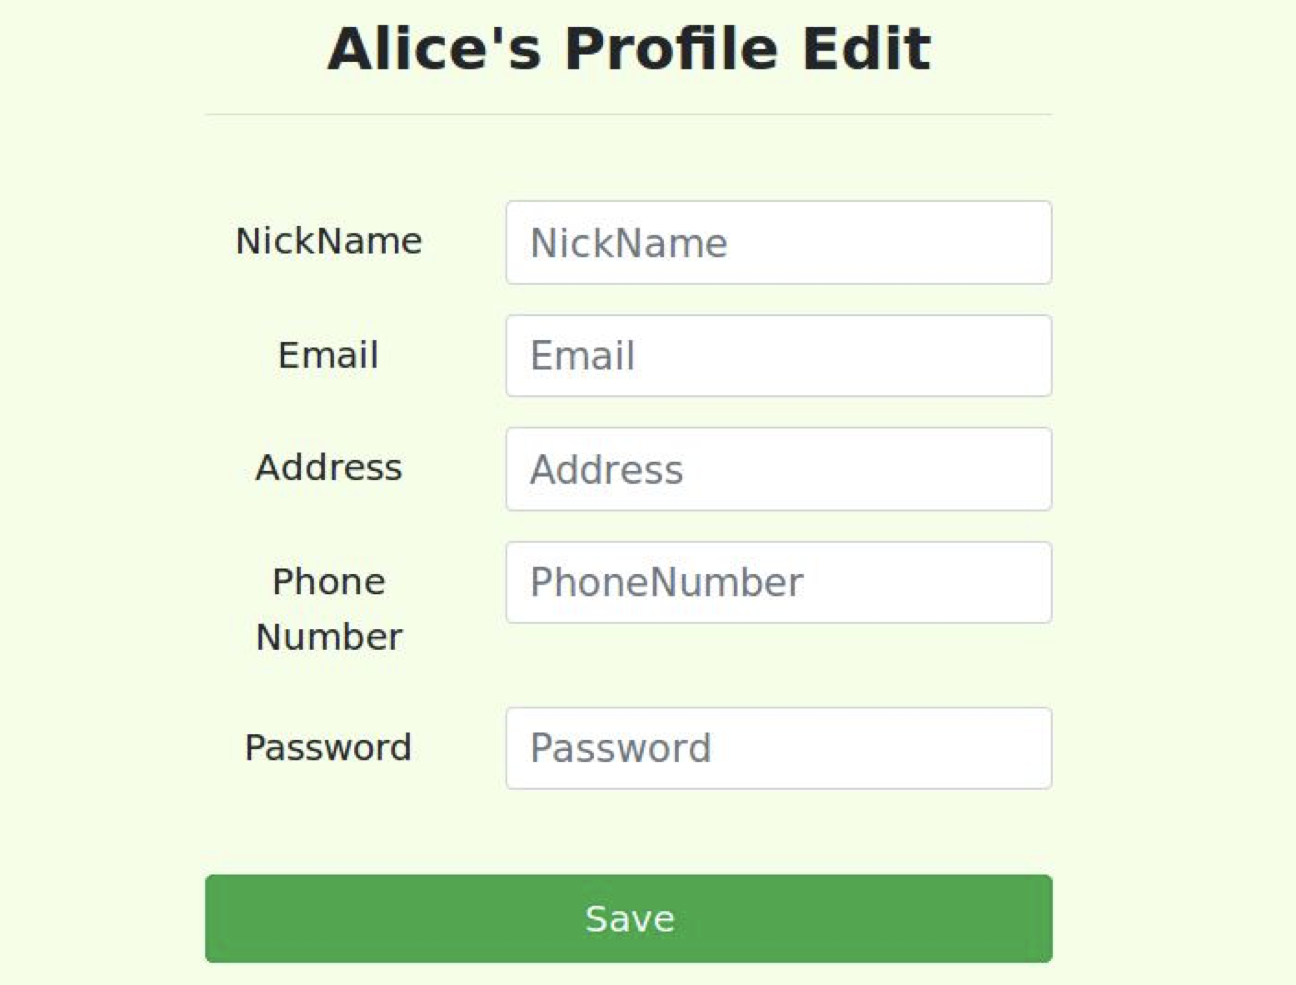 Alice's Profile Edit
NickName
NickName
Email
Email
Address
Address
Phone
Number
PhoneNumber
Password
Password
Save